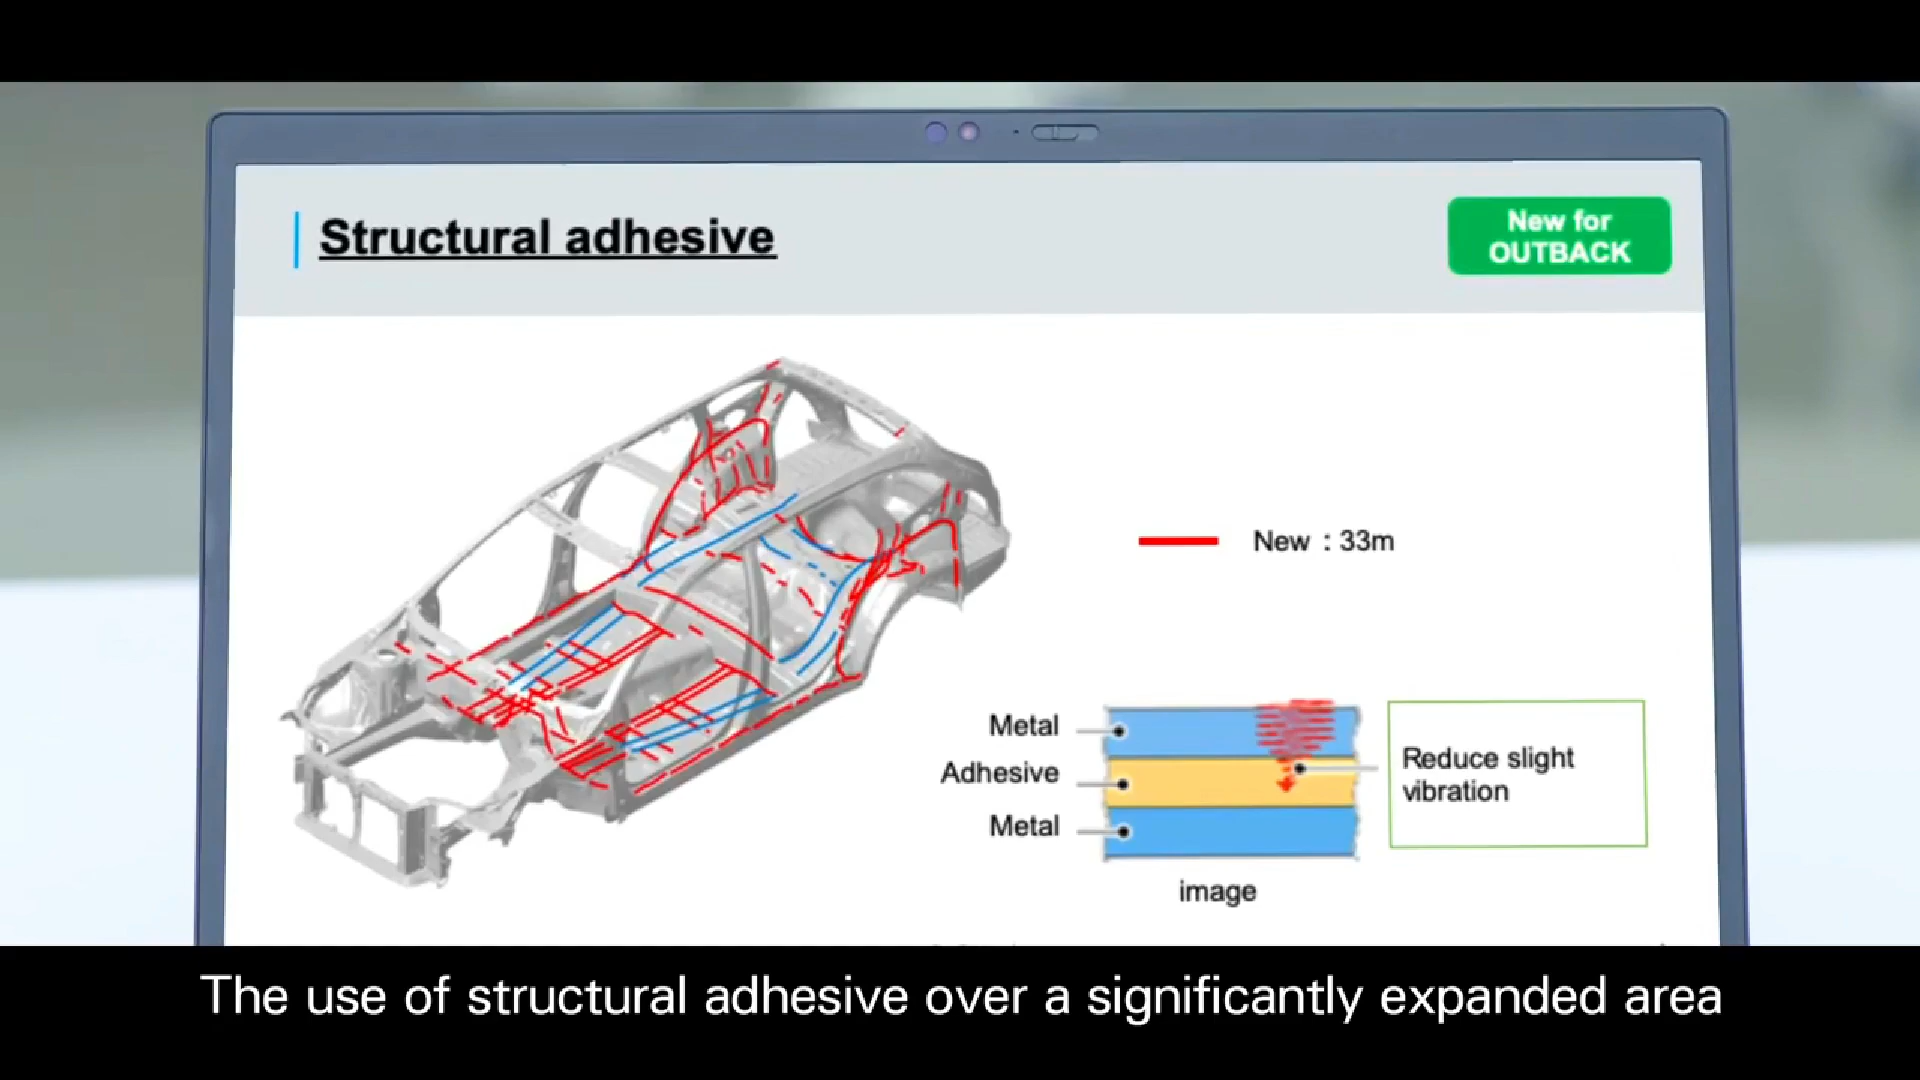 Structural adhesive
New for
OUTBACK
New : 33m
Metal
Adhesive
Metal
Reduce slight
vibration
image
The use of structural adhesive over a significantly expanded area